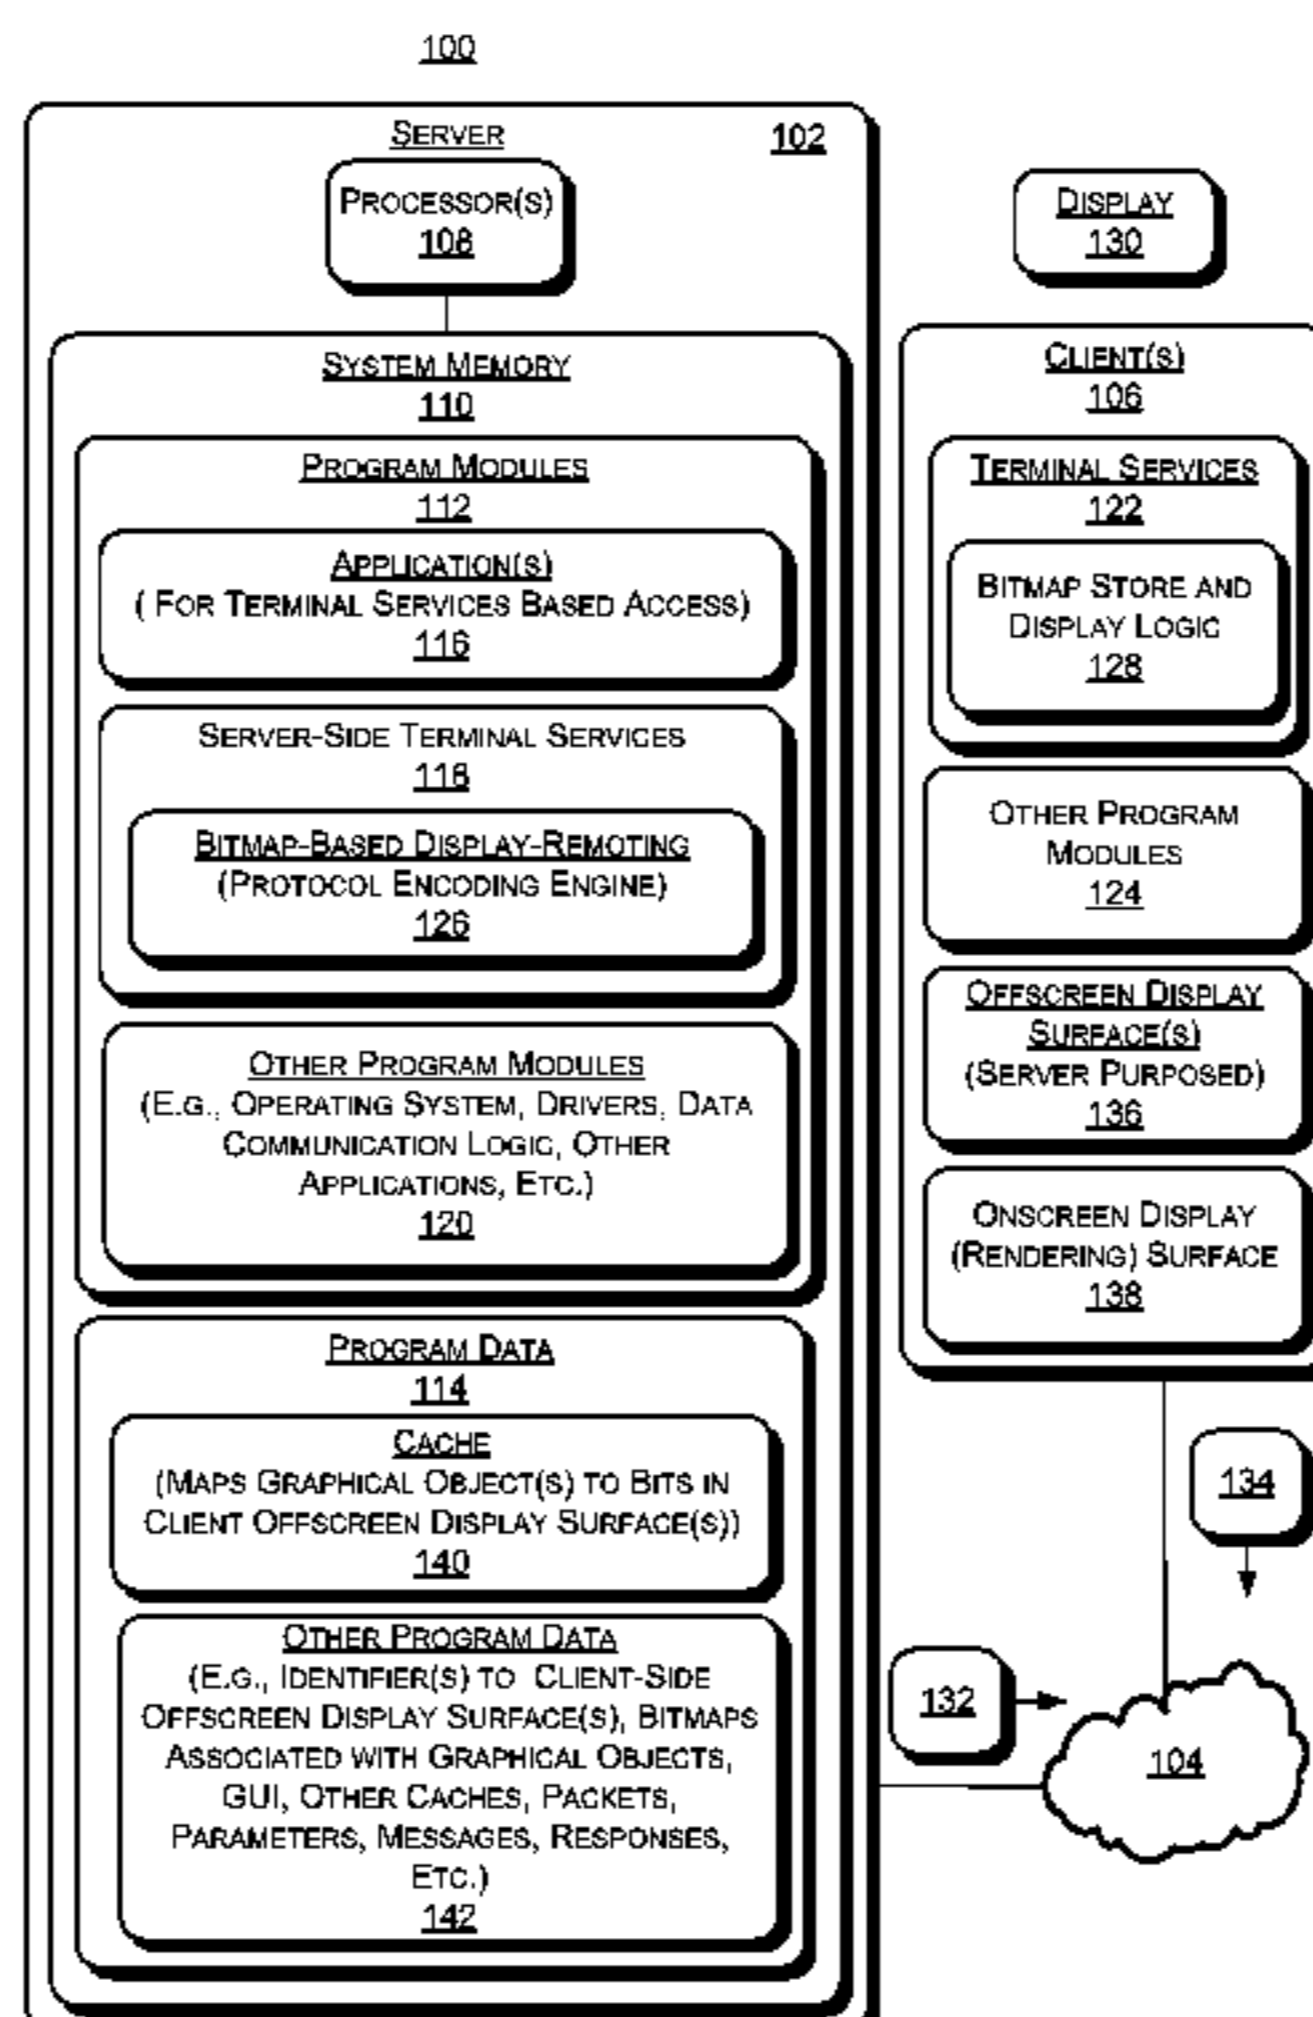 100
SERVER
102
PROCESSOR(S)
108
SYSTEM MEMORY
110
PROGRAM MODULES
112
APPLICATION(S)
( FOR TERMINAL SERVICES BASED ACCESS)
116
SERVER-SIDE TERMINAL SERVICES
118
BITMAP-BASED DISPLAY-REMOTING
(PROTOCOL ENCODING ENGINE)
126
OTHER PROGRAM MODULES
(E.G., OPERATING SYSTEM, DRIVERS, DATA
COMMUNICATION LOGIC, OTHER
APPLICATIONS, ETC.)
120
PROGRAM DATA
114
CACHE
(MAPS GRAPHICAL OBJECT(S) TO BITS IN
CLIENT OFFSCREEN DISPLAY SURFACE(S))
140
OTHER PROGRAM DATA
(E.G., IDENTIFIER(S) TO CLIENT-SIDE
OFFSCREEN DISPLAY SURFACE(S), BITMAPS
ASSOCIATED WITH GRAPHICAL OBJECTS,
GUI, OTHER CACHES, PACKETS,
PARAMETERS, MESSAGES, RESPONSES,
ETC.)
142
DISPLAY
130
CLIENT(S)
106
TERMINAL SERVICES
122
BITMAP STORE AND
DISPLAY LOGIC
128
OTHER PROGRAM
MODULES
124
OFFSCREEN DISPLAY
SURFACE(S)
(SERVER PURPOSED)
136
ONSCREEN DISPLAY
(RENDERING) SURFACE
138
134
132
104